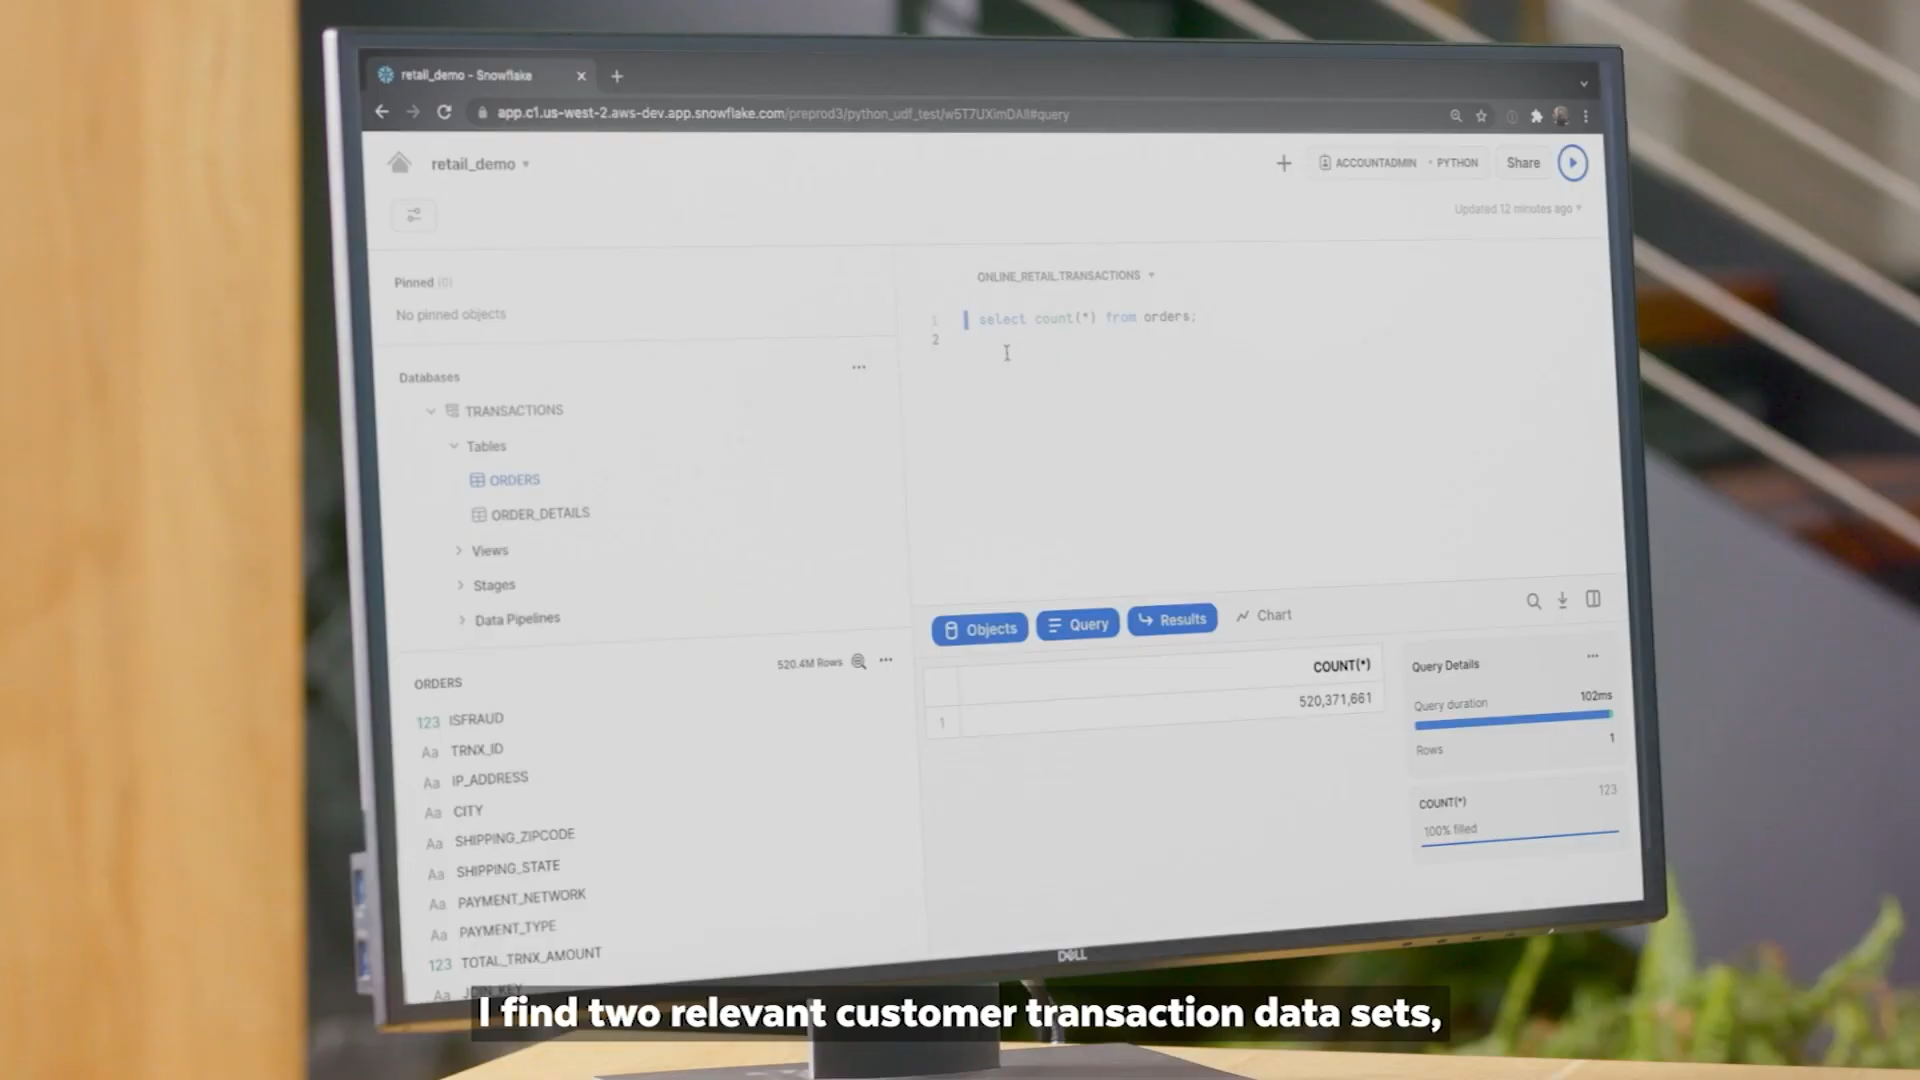 retail_demo - Snowflake
app.c1.us-west-2.aws-dev.app.snowflake.com/preprod3/python_udf_test/w5T7UXimDAII#query
retail_demo
ACCOUNTADMIN · PYTHON
Share
Updated 12 minutes ago
Pinned (0)
No pinned objects
Databases
TRANSACTIONS
Tables
ORDERS
ORDER_DETAILS
Views
Stages
Data Pipelines
ORDERS
520.4M Rows
123 ISFRAUD
Aa TRNX_ID
Aa IP_ADDRESS
Aa CITY
Aa SHIPPING_ZIPCODE
Aa SHIPPING_STATE
Aa PAYMENT_NETWORK
Aa PAYMENT_TYPE
123 TOTAL_TRNX_AMOUNT
Aa JOIN_KEY
ONLINE_RETAIL.TRANSACTIONS
1 select count(*) from orders;
2
Objects
Query
Results
Chart
COUNT(*)
1 520,371,661
Query Details
Query duration 102ms
Rows 1
COUNT(*) 123
100% filled
DELL
I find two relevant customer transaction data sets,